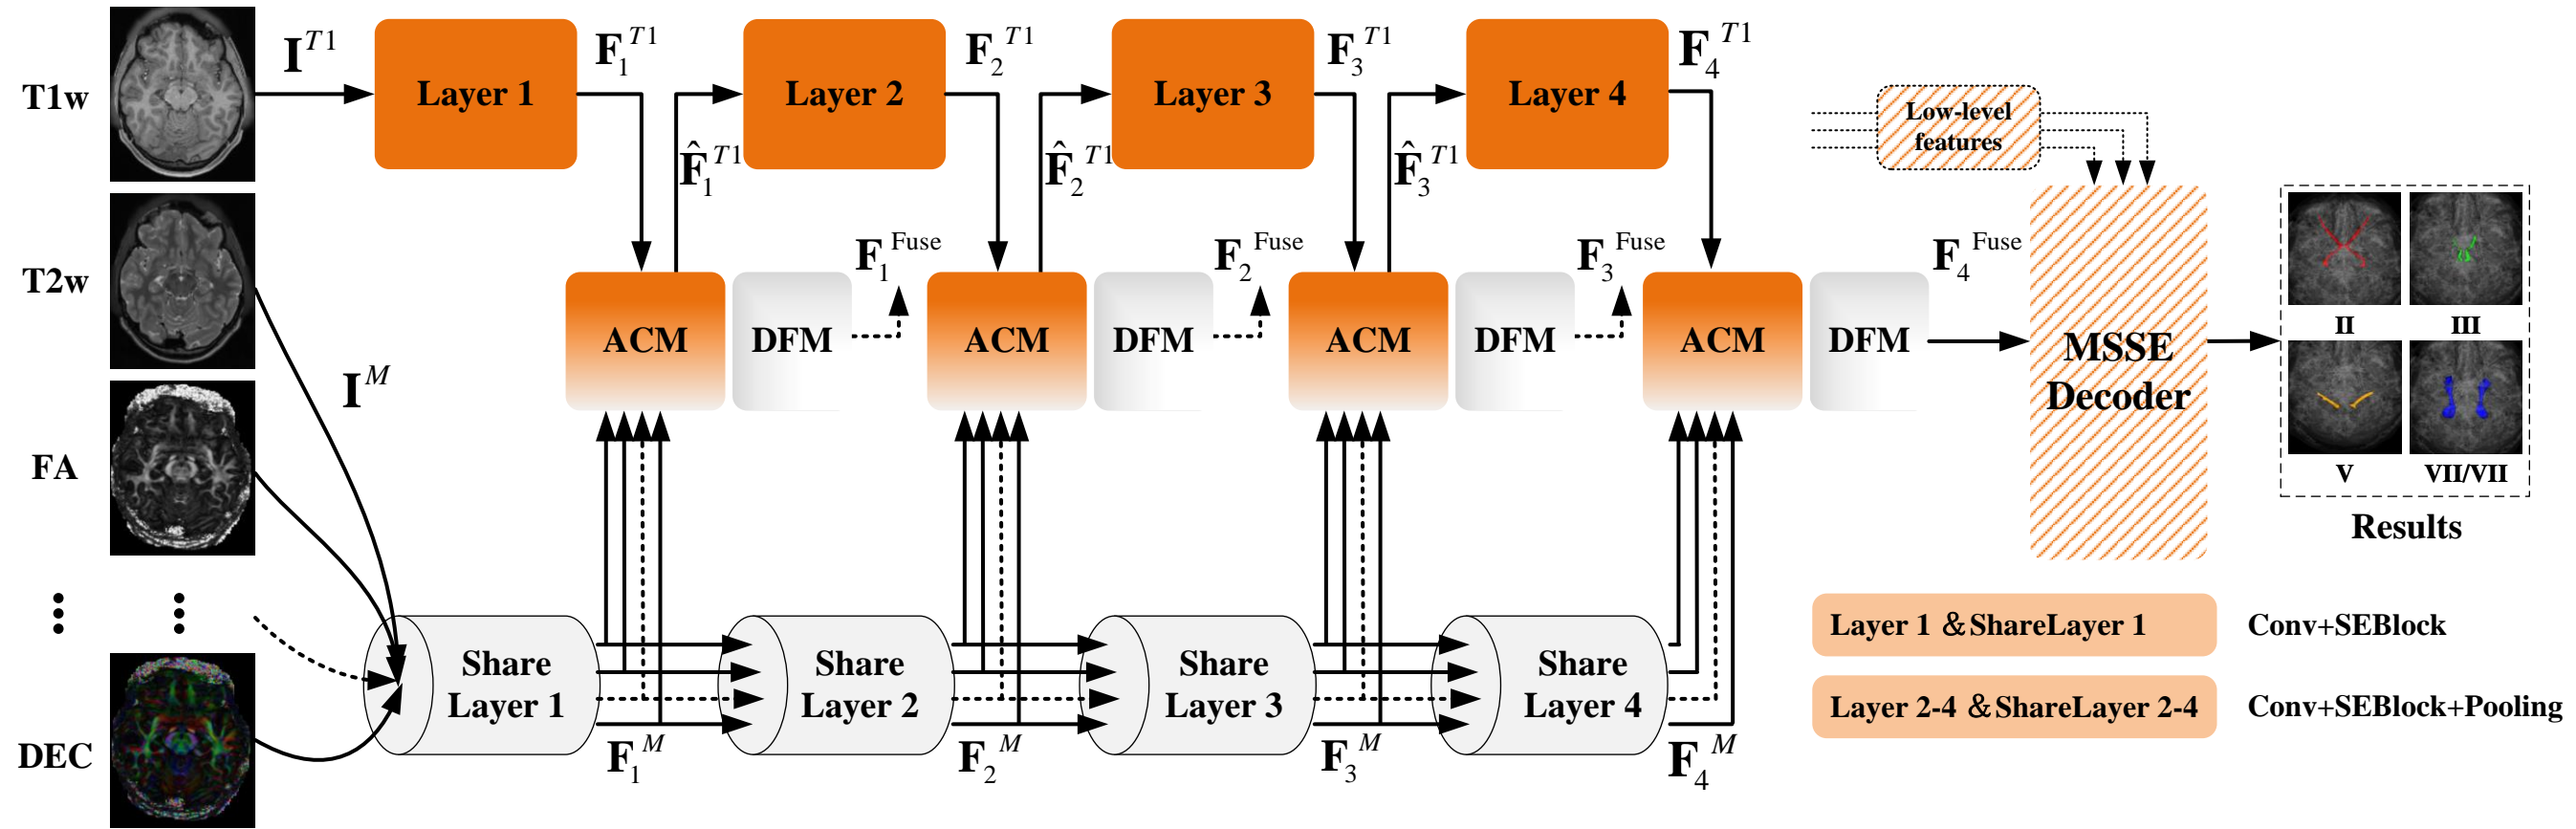 T1w
T2w
FA
DEC
I^{T1}
I^{M}
Layer 1
F_1^{T1}
Layer 2
F_2^{T1}
Layer 3
F_3^{T1}
Layer 4
F_4^{T1}
F̂_1^{T1}
F̂_2^{T1}
F̂_3^{T1}
ACM
DFM
F_1^{Fuse}
ACM
DFM
F_2^{Fuse}
ACM
DFM
F_3^{Fuse}
ACM
DFM
F_4^{Fuse}
Share
Layer 1
F_1^{M}
Share
Layer 2
F_2^{M}
Share
Layer 3
F_3^{M}
Share
Layer 4
F_4^{M}
Low-level
features
MSSE
Decoder
II
III
V
VII/VII
Results
Layer 1 &ShareLayer 1
Conv+SEBlock
Layer 2-4 &ShareLayer 2-4
Conv+SEBlock+Pooling